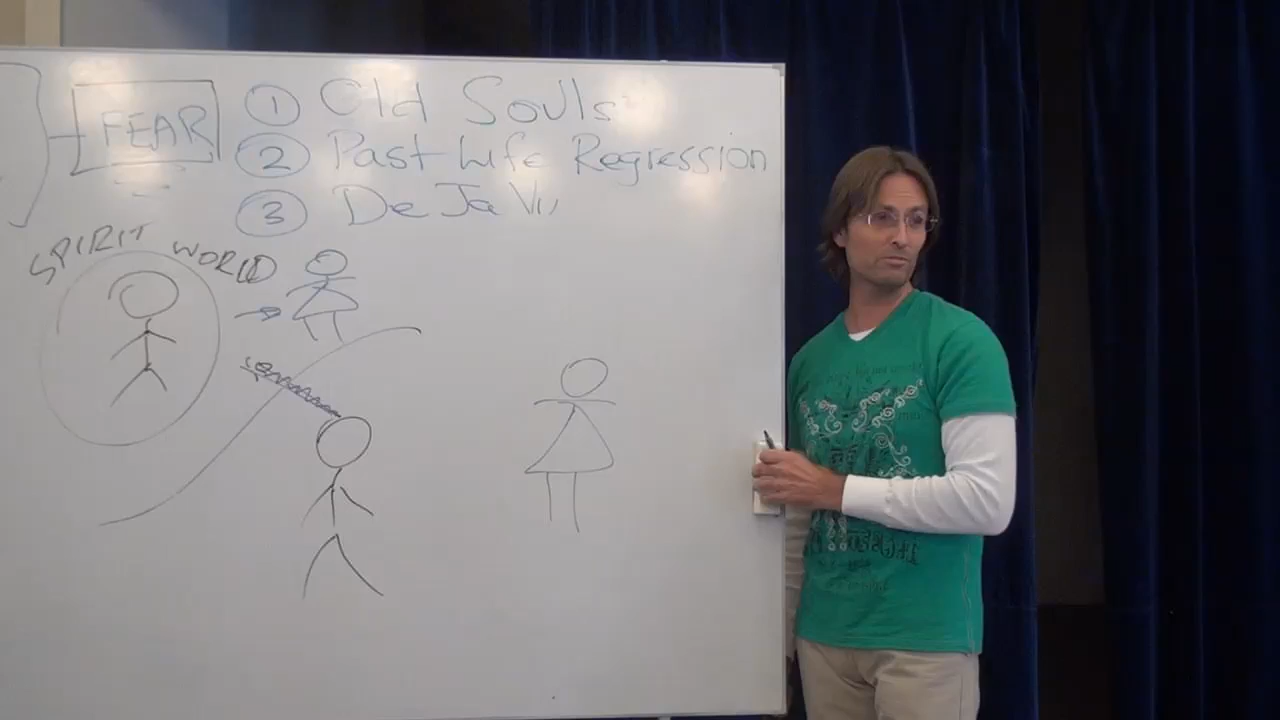 FEAR
① Old Souls
② Past Life Regression
③ De Ja Vu
SPIRIT WORLD